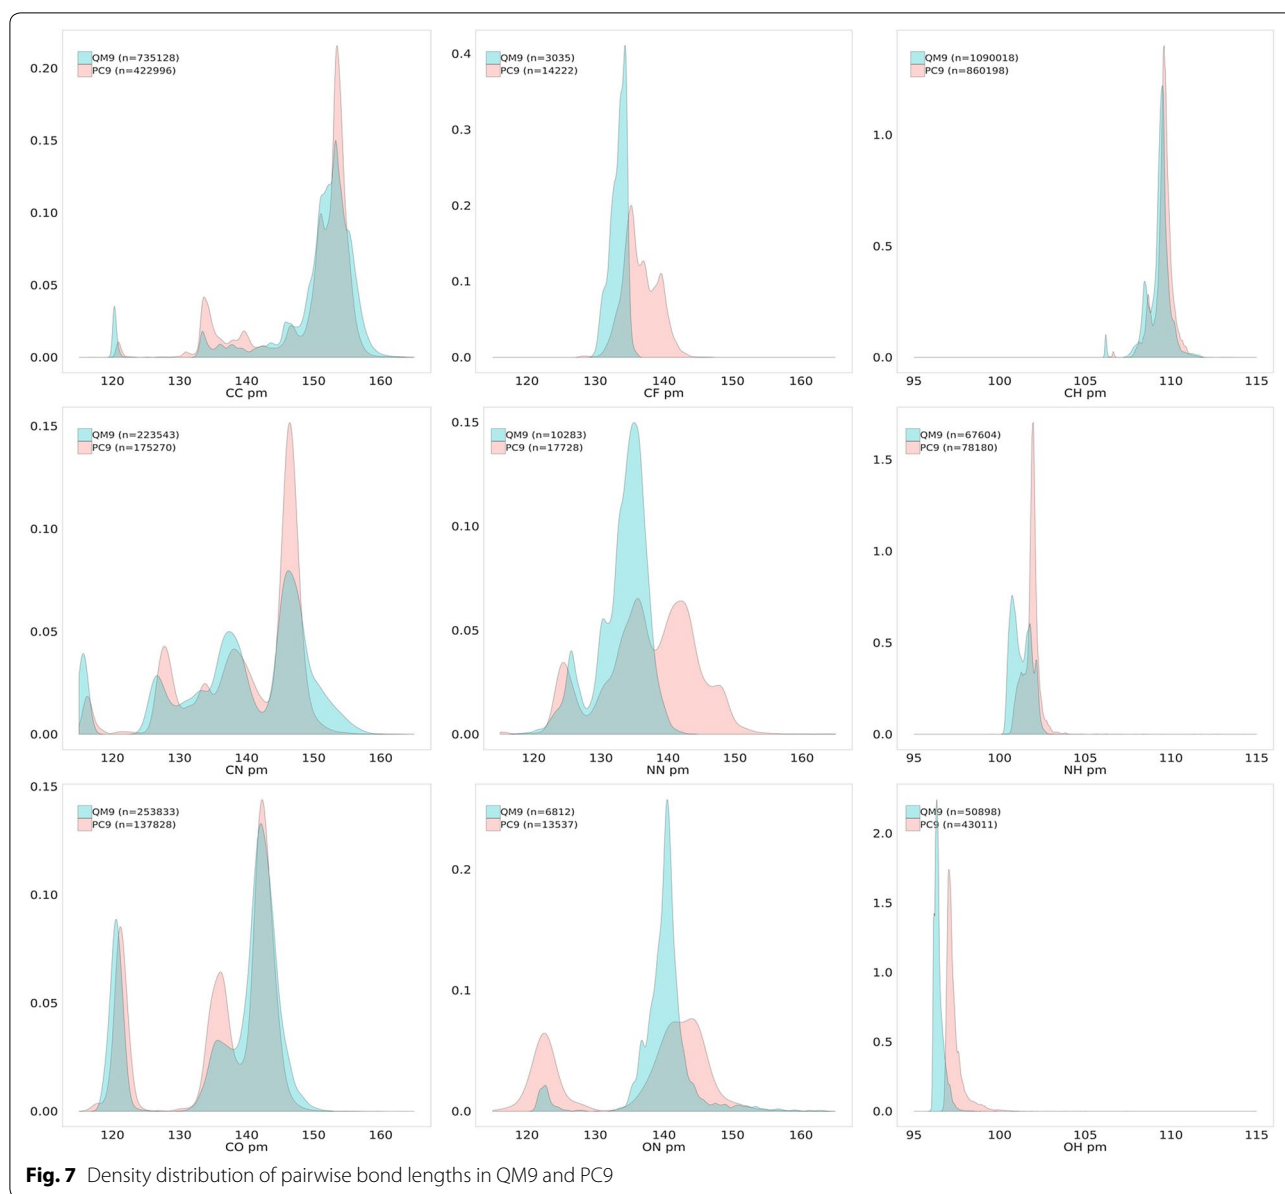 QM9 (n=735128)
PC9 (n=422996)
0.20
0.15
0.10
0.05
0.00
120 130 140 150 160
CC pm
QM9 (n=3035)
PC9 (n=14222)
0.4
0.3
0.2
0.1
0.0
120 130 140 150 160
CF pm
QM9 (n=1090018)
PC9 (n=860198)
1.0
0.5
0.0
95 100 105 110 115
CH pm
QM9 (n=223543)
PC9 (n=175270)
0.15
0.10
0.05
0.00
120 130 140 150 160
CN pm
QM9 (n=10283)
PC9 (n=17728)
0.15
0.10
0.05
0.00
120 130 140 150 160
NN pm
QM9 (n=67604)
PC9 (n=78180)
1.5
1.0
0.5
0.0
95 100 105 110 115
NH pm
QM9 (n=253833)
PC9 (n=137828)
0.15
0.10
0.05
0.00
120 130 140 150 160
CO pm
QM9 (n=6812)
PC9 (n=13537)
0.2
0.1
0.0
120 130 140 150 160
ON pm
QM9 (n=50898)
PC9 (n=43011)
2.0
1.5
1.0
0.5
0.0
95 100 105 110 115
OH pm
Fig. 7 Density distribution of pairwise bond lengths in QM9 and PC9